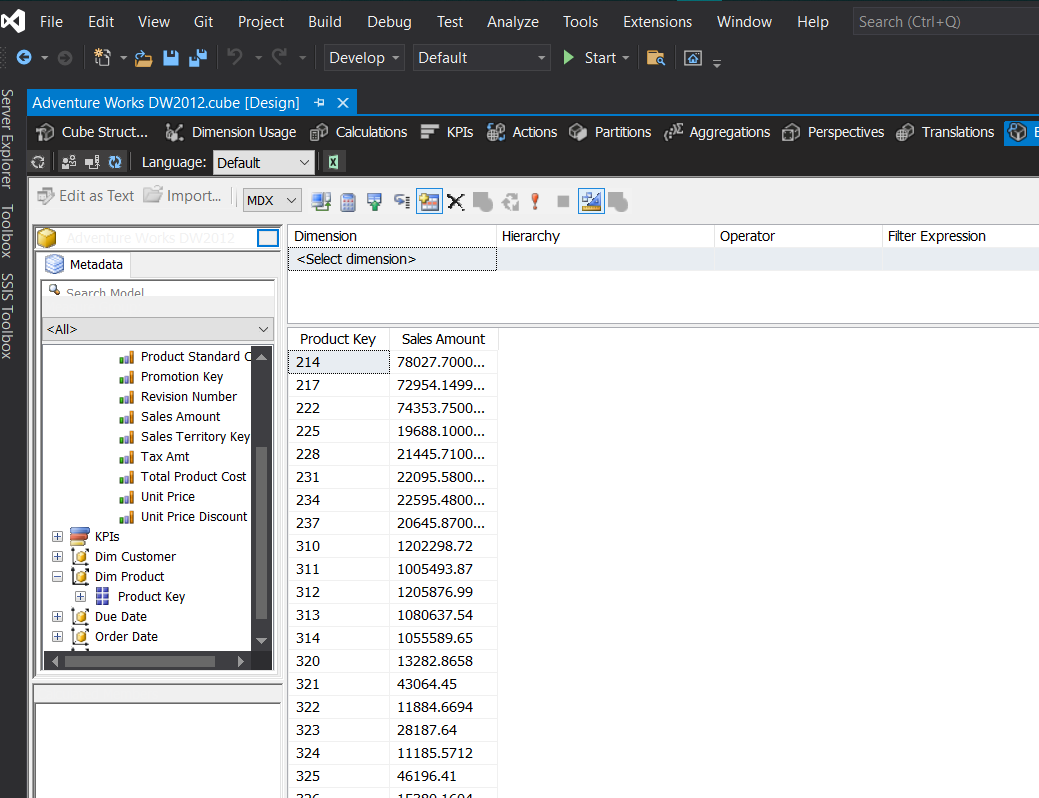 File Edit View Git Project Build Debug Test Analyze Tools Extensions Window Help Search (Ctrl+Q)
Develop Default Start
Server Explorer
Toolbox
SSIS Toolbox
Adventure Works DW2012.cube [Design]
Cube Struct... Dimension Usage Calculations KPIs Actions Partitions Aggregations Perspectives Translations
Language: Default
Edit as Text Import... MDX
Adventure Works DW2012
Metadata
Search Model
<All>
Product Standard C
Promotion Key
Revision Number
Sales Amount
Sales Territory Key
Tax Amt
Total Product Cost
Unit Price
Unit Price Discount
KPIs
Dim Customer
Dim Product
Product Key
Due Date
Order Date
Dimension Hierarchy Operator Filter Expression
<Select dimension>
Product Key Sales Amount
214 78027.7000...
217 72954.1499...
222 74353.7500...
225 19688.1000...
228 21445.7100...
231 22095.5800...
234 22595.4800...
237 20645.8700...
310 1202298.72
311 1005493.87
312 1205876.99
313 1080637.54
314 1055589.65
320 13282.8658
321 43064.45
322 11884.6694
323 28187.64
324 11185.5712
325 46196.41